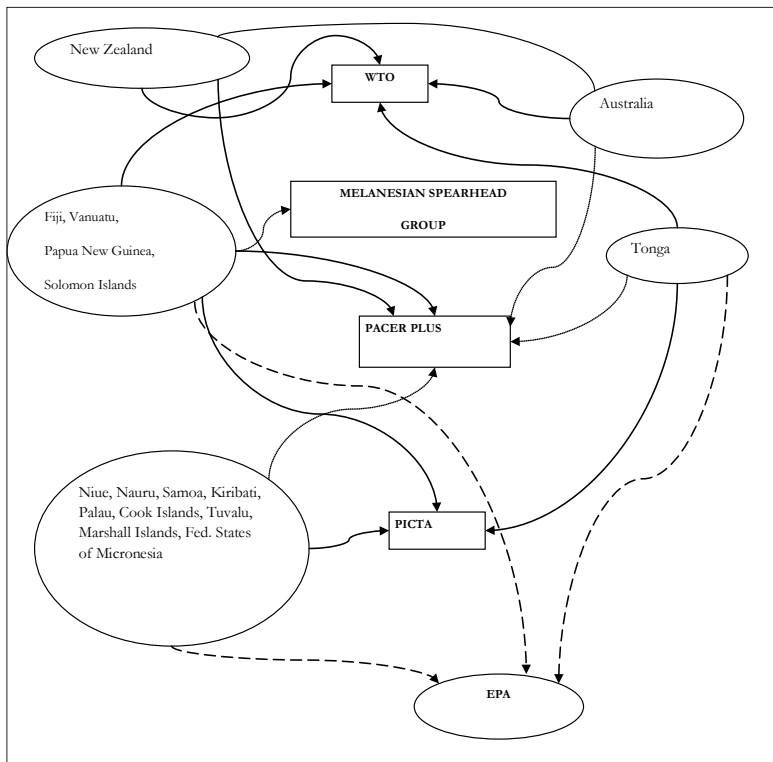 New Zealand
WTO
Australia
MELANESIAN SPEARHEAD
GROUP
Fiji, Vanuatu,
Papua New Guinea,
Solomon Islands
Tonga
PACER PLUS
Niue, Nauru, Samoa, Kiribati,
Palau, Cook Islands, Tuvalu,
Marshall Islands, Fed. States
of Micronesia
PICTA
EPA